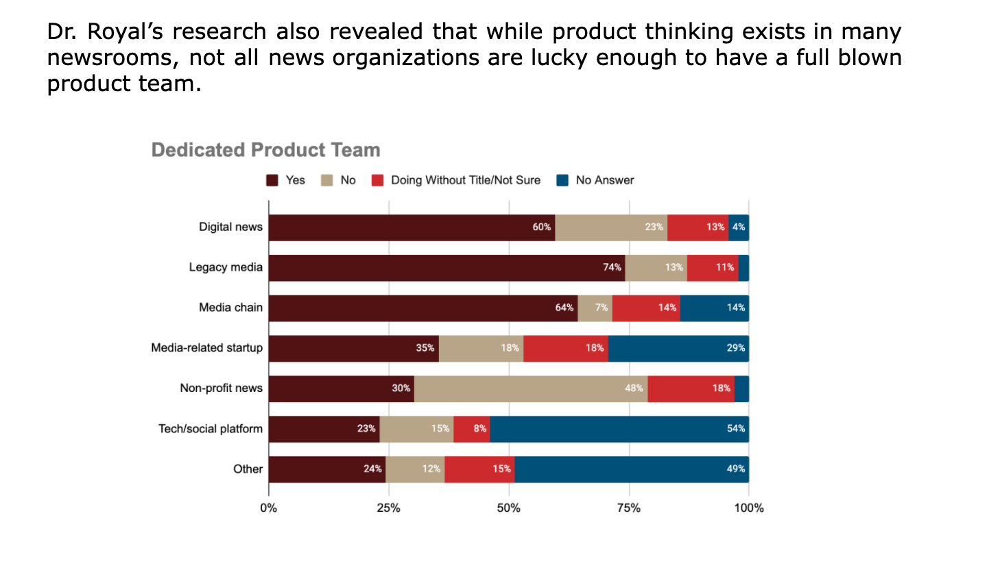 Dr. Royal’s research also revealed that while product thinking exists in many
newsrooms, not all news organizations are lucky enough to have a full blown
product team.
Dedicated Product Team
Yes No Doing Without Title/Not Sure No Answer
Digital news 60% 23% 13% 4%
Legacy media 74% 13% 11%
Media chain 64% 7% 14% 14%
Media-related startup 35% 18% 18% 29%
Non-profit news 30% 48% 18%
Tech/social platform 23% 15% 8% 54%
Other 24% 12% 15% 49%
0% 25% 50% 75% 100%